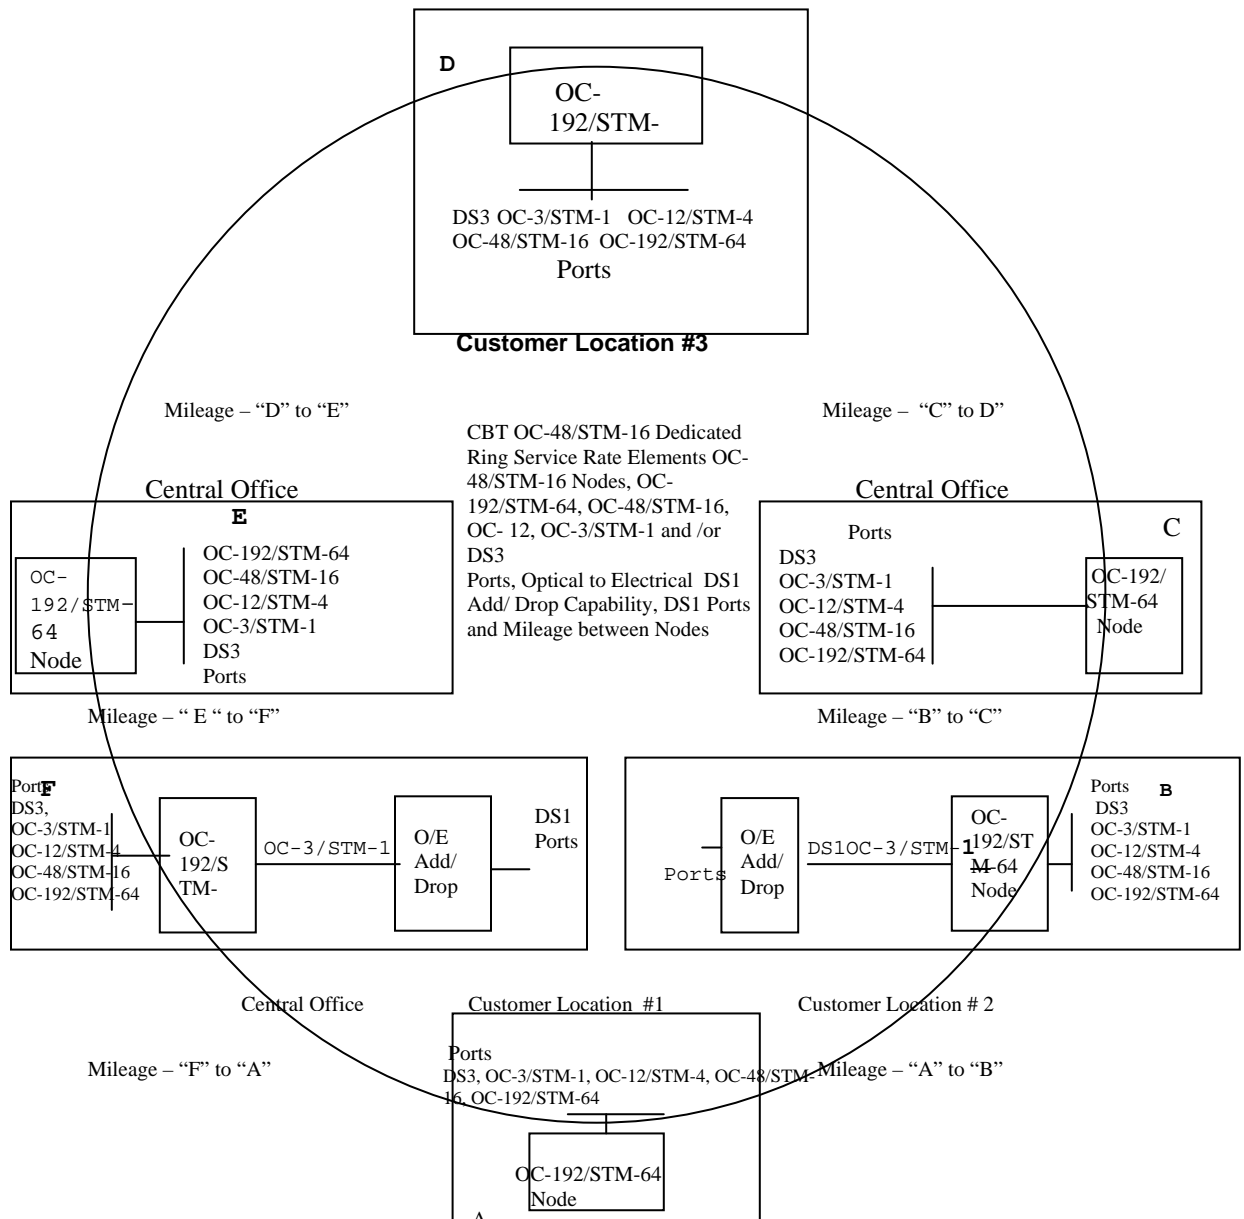 D
OC-
192/STM-
DS3 OC-3/STM-1 OC-12/STM-4
OC-48/STM-16 OC-192/STM-64
Ports
Customer Location #3
Mileage – “D” to “E”
Mileage – “C” to D”
CBT OC-48/STM-16 Dedicated
Ring Service Rate Elements OC-
48/STM-16 Nodes, OC-
192/STM-64, OC-48/STM-16,
OC- 12, OC-3/STM-1 and /or
DS3
Ports, Optical to Electrical DS1
Add/ Drop Capability, DS1 Ports
and Mileage between Nodes
Central Office
E
OC-
192/STM-
64
Node
OC-192/STM-64
OC-48/STM-16
OC-12/STM-4
OC-3/STM-1
DS3
Ports
Central Office
C
Ports
DS3
OC-3/STM-1
OC-12/STM-4
OC-48/STM-16
OC-192/STM-64
OC-192/
STM-64
Node
Mileage – “ E “ to “F”
Mileage – “B” to “C”
Ports
F
DS3,
OC-3/STM-1
OC-12/STM-4
OC-48/STM-16
OC-192/STM-64
OC-
192/S
TM-
OC-3/STM-1
O/E
Add/
Drop
DS1
Ports
Ports
O/E
Add/
Drop
DS1OC-3/STM-1
OC-
192/ST
M-64
Node
Ports
B
DS3
OC-3/STM-1
OC-12/STM-4
OC-48/STM-16
OC-192/STM-64
Central Office
Customer Location #1
Customer Location # 2
Mileage – “F” to “A”
Mileage – “A” to “B”
Ports
DS3, OC-3/STM-1, OC-12/STM-4, OC-48/STM-
16, OC-192/STM-64
OC-192/STM-64
Node
A